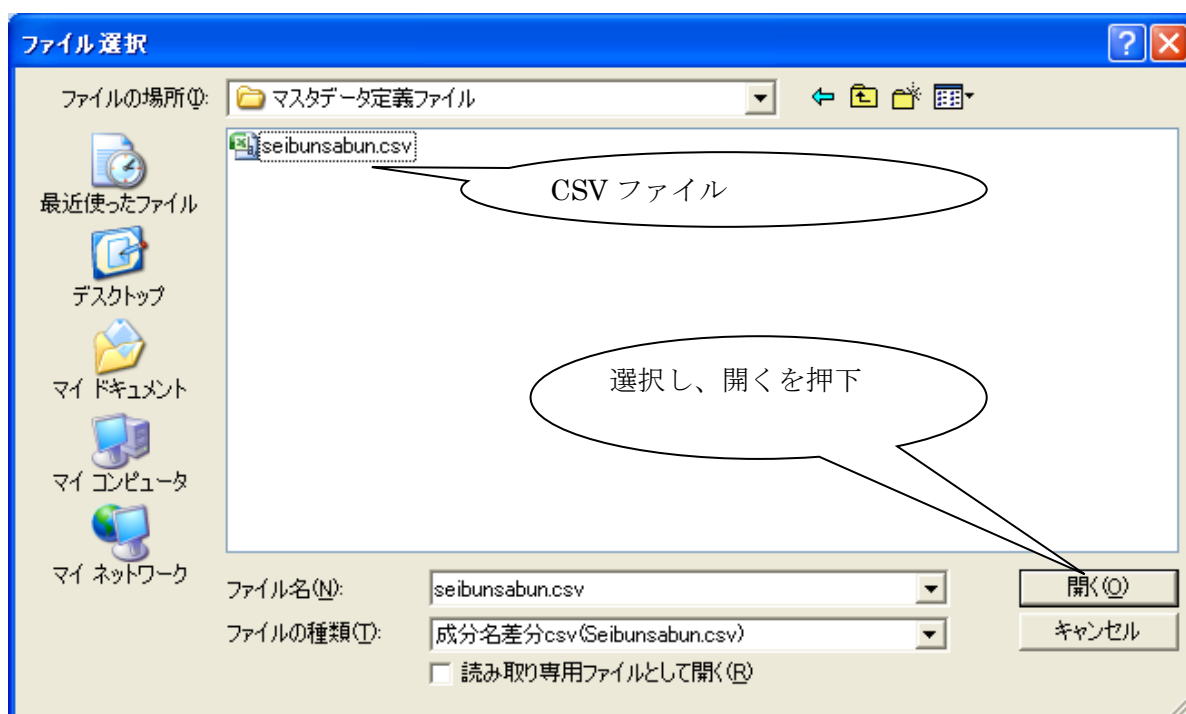 ファイル選択
ファイルの場所(I):
マスタデータ定義ファイル
seibunsabun.csv
CSV ファイル
最近使ったファイル
デスクトップ
マイ ドキュメント
マイ コンピュータ
マイ ネットワーク
選択し、開くを押下
ファイル名(N):
seibunsabun.csv
開く(O)
ファイルの種類(T):
成分名差分csv(Seibunsabun.csv)
キャンセル
読み取り専用ファイルとして開く(R)